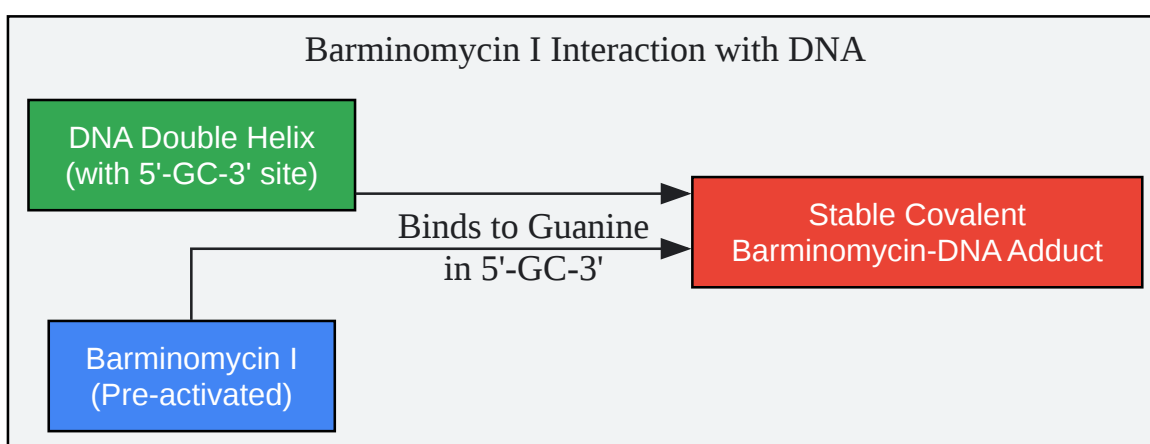 Barminomycin I Interaction with DNA
DNA Double Helix
(with 5'-GC-3' site)
Binds to Guanine
in 5'-GC-3'
Stable Covalent
Barminomycin-DNA Adduct
Barminomycin I
(Pre-activated)